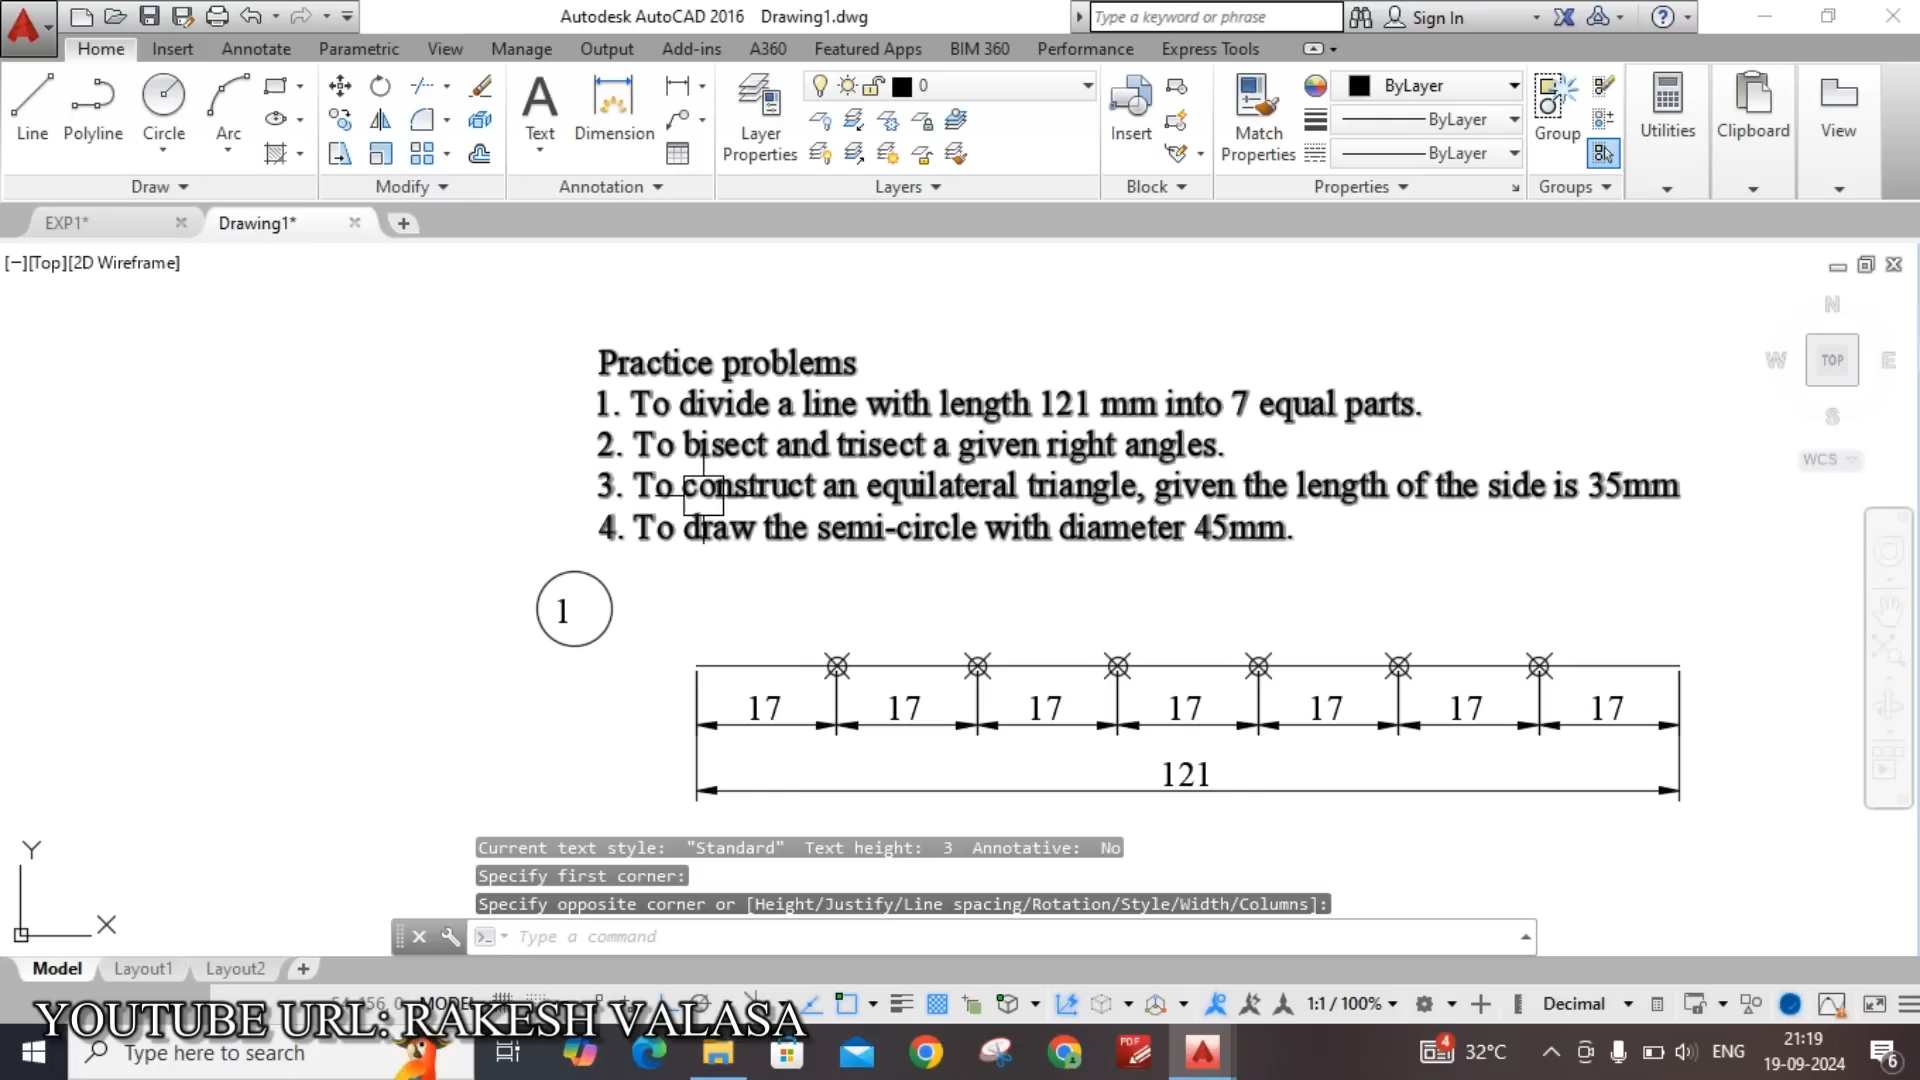 Autodesk AutoCAD 2016 Drawing1.dwg
Type a keyword or phrase
Sign In
Home Insert Annotate Parametric View Manage Output Add-ins A360 Featured Apps BIM 360 Performance Express Tools
Line Polyline Circle Arc
Text Dimension
Layer Properties
0
Insert
Match Properties
ByLayer
ByLayer
ByLayer
Group
Utilities Clipboard View
Draw Modify Annotation Layers Block Properties Groups
EXP1* Drawing1*
[−][Top][2D Wireframe]
N
W TOP E
S
WCS
Practice problems
1. To divide a line with length 121 mm into 7 equal parts.
2. To bisect and trisect a given right angles.
3. To construct an equilateral triangle, given the length of the side is 35mm
4. To draw the semi-circle with diameter 45mm.
1
17 17 17 17 17 17 17
121
Y
X
Current text style: "Standard" Text height: 3 Annotative: No
Specify first corner:
Specify opposite corner or [Height/Justify/Line spacing/Rotation/Style/Width/Columns]:
Type a command
Model Layout1 Layout2
MODEL
1:1 / 100% Decimal
YOUTUBE URL: RAKESH VALASA
Type here to search
PDF
4
32°C
ENG
21:19
19-09-2024
6